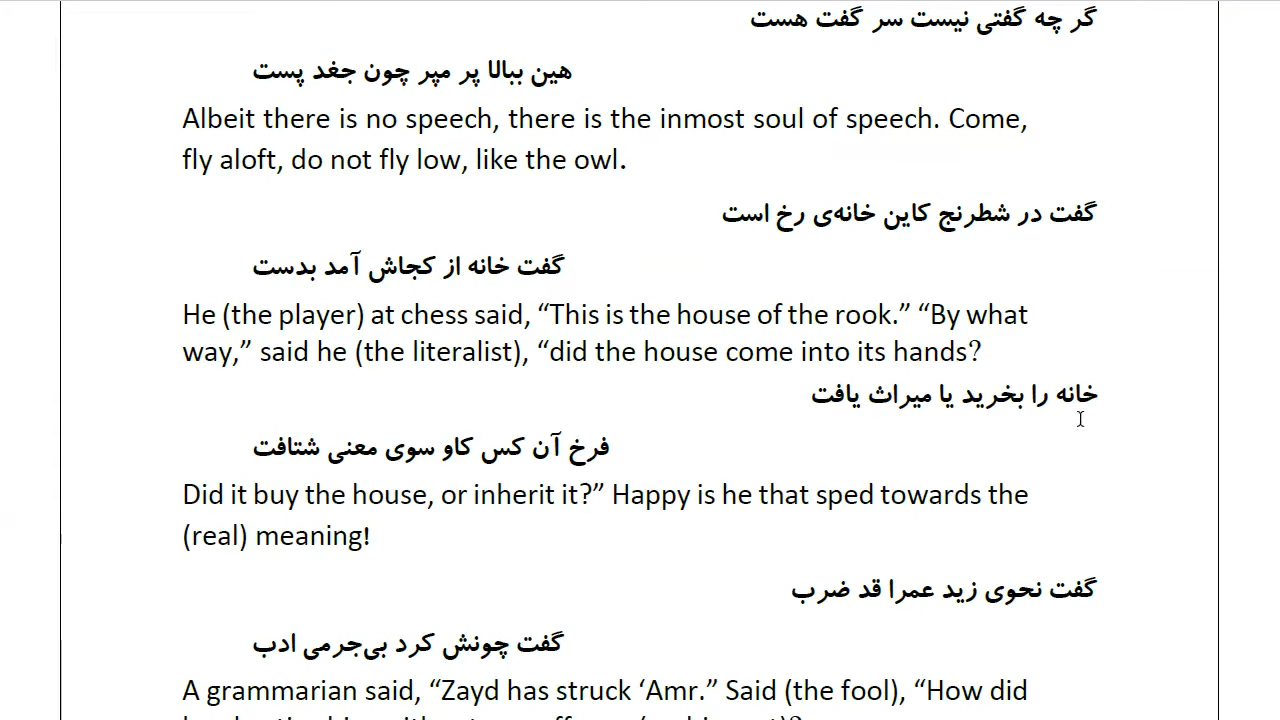 گر چه گفتی نیست سر گفت هست
هین ببالا پر مپر چون جغد پست
Albeit there is no speech, there is the inmost soul of speech. Come,
fly aloft, do not fly low, like the owl.
گفت در شطرنج کاین خانه‌ی رخ است
گفت خانه از کجاش آمد بدست
He (the player) at chess said, “This is the house of the rook.” “By what
way,” said he (the literalist), “did the house come into its hands?
خانه را بخرید یا میراث یافت
فرخ آن کس کاو سوی معنی شتافت
Did it buy the house, or inherit it?” Happy is he that sped towards the
(real) meaning!
گفت نحوی زید عمرا قد ضرب
گفت چونش کرد بی‌جرمی ادب
A grammarian said, “Zayd has struck ‘Amr.” Said (the fool), “How did